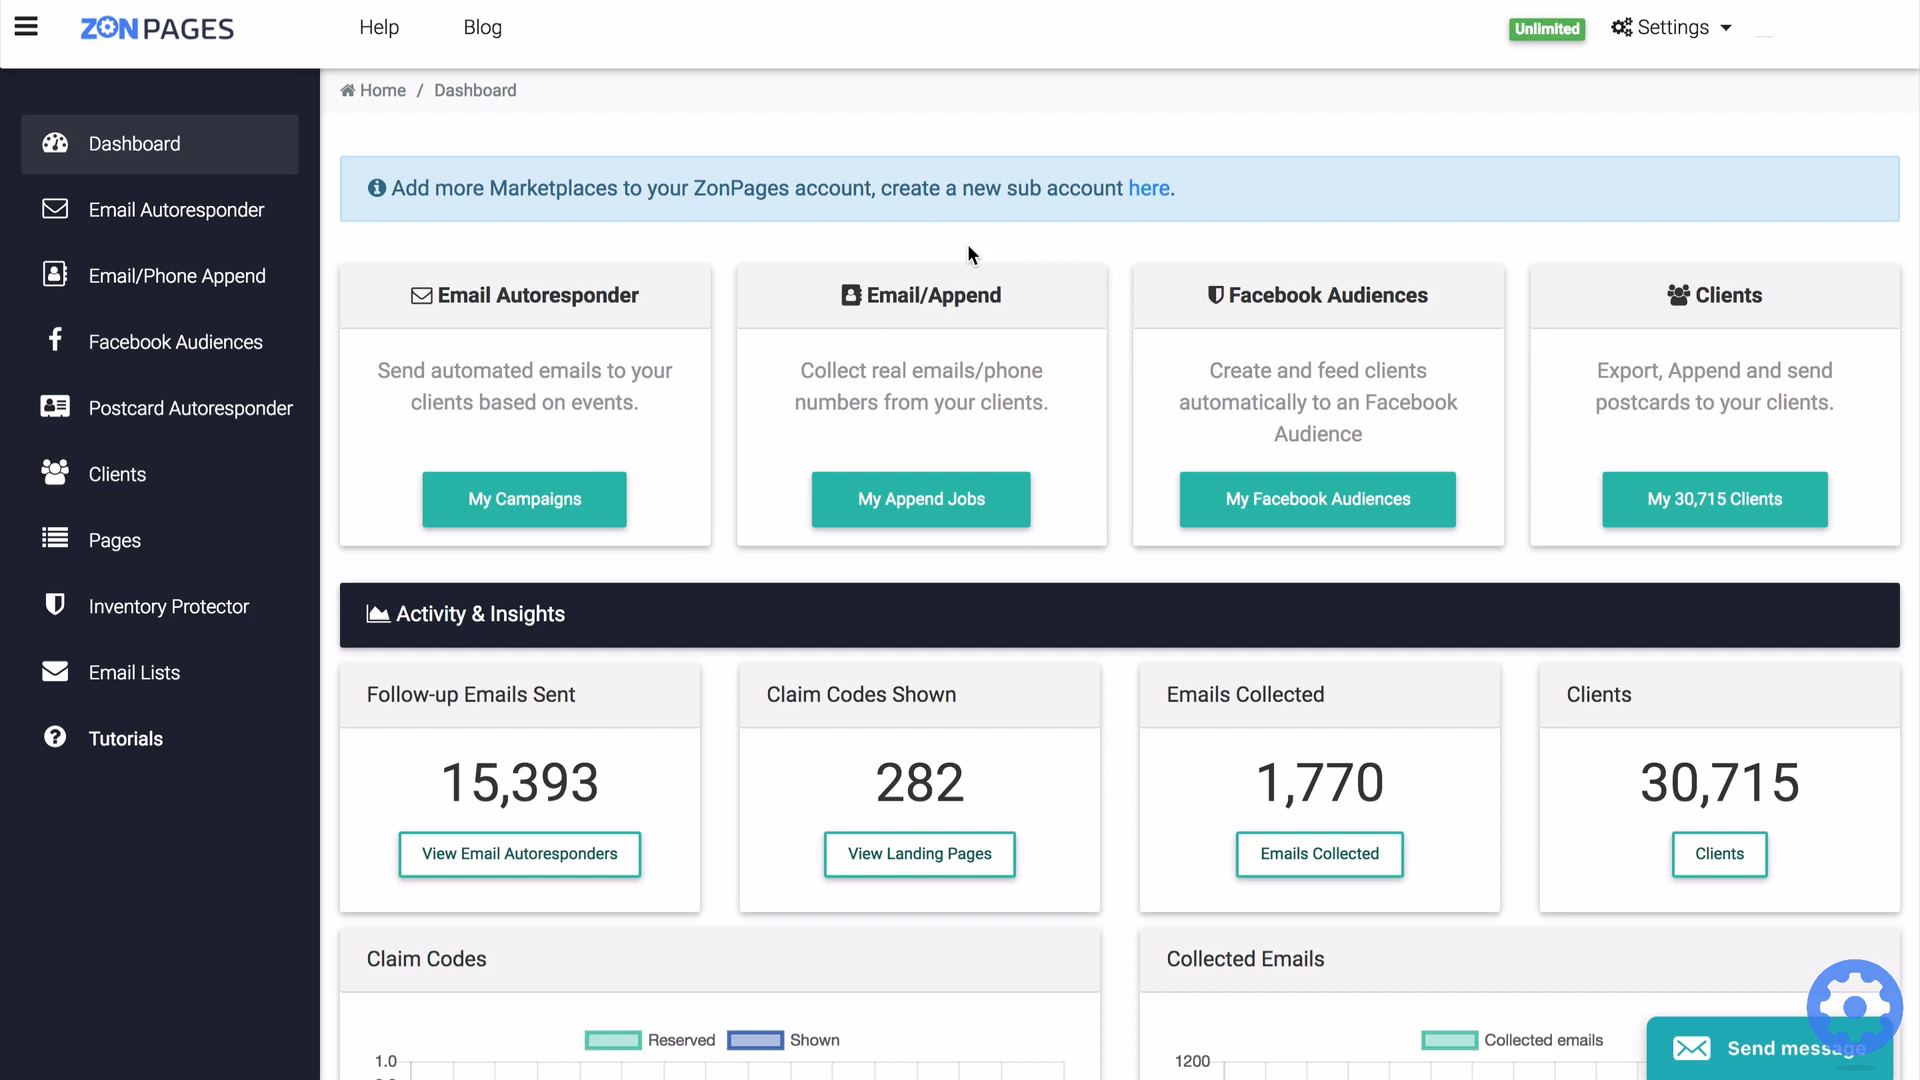 ZONPAGES
Help
Blog
Unlimited
Settings
Home / Dashboard
Dashboard
Email Autoresponder
Email/Phone Append
Facebook Audiences
Postcard Autoresponder
Clients
Pages
Inventory Protector
Email Lists
Tutorials
Add more Marketplaces to your ZonPages account, create a new sub account here.
Email Autoresponder
Send automated emails to your
clients based on events.
My Campaigns
Email/Append
Collect real emails/phone
numbers from your clients.
My Append Jobs
Facebook Audiences
Create and feed clients
automatically to an Facebook
Audience
My Facebook Audiences
Clients
Export, Append and send
postcards to your clients.
My 30,715 Clients
Activity & Insights
Follow-up Emails Sent
15,393
View Email Autoresponders
Claim Codes Shown
282
View Landing Pages
Emails Collected
1,770
Emails Collected
Clients
30,715
Clients
Claim Codes
Reserved
Shown
1.0
Collected Emails
Collected emails
1200
Send message